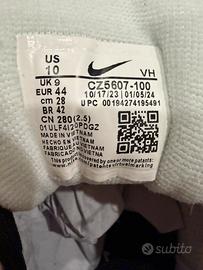 US
10
VH
UK 9
EUR 44
cm 28
BR 42
CN 280 (2.5)
CZ5607-100
10/17/23 01/05/24
UPC 00194274195491
MADE IN VIETNAM
HECHO EN VIETNAM
FABRIQUÉ AU VIETNAM
FABRICADO NO VIETNAM
subito